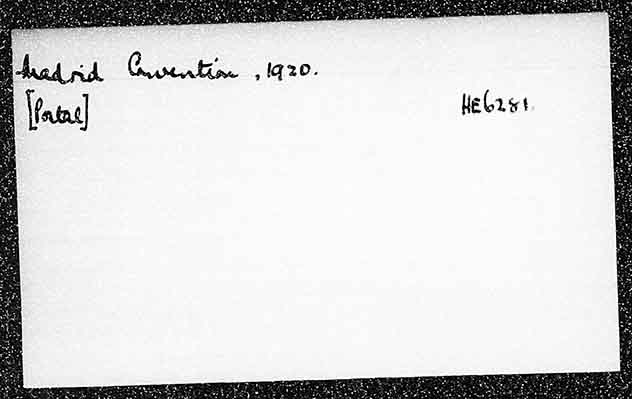 Madrid Convention, 1920.
[Postal] HE6281